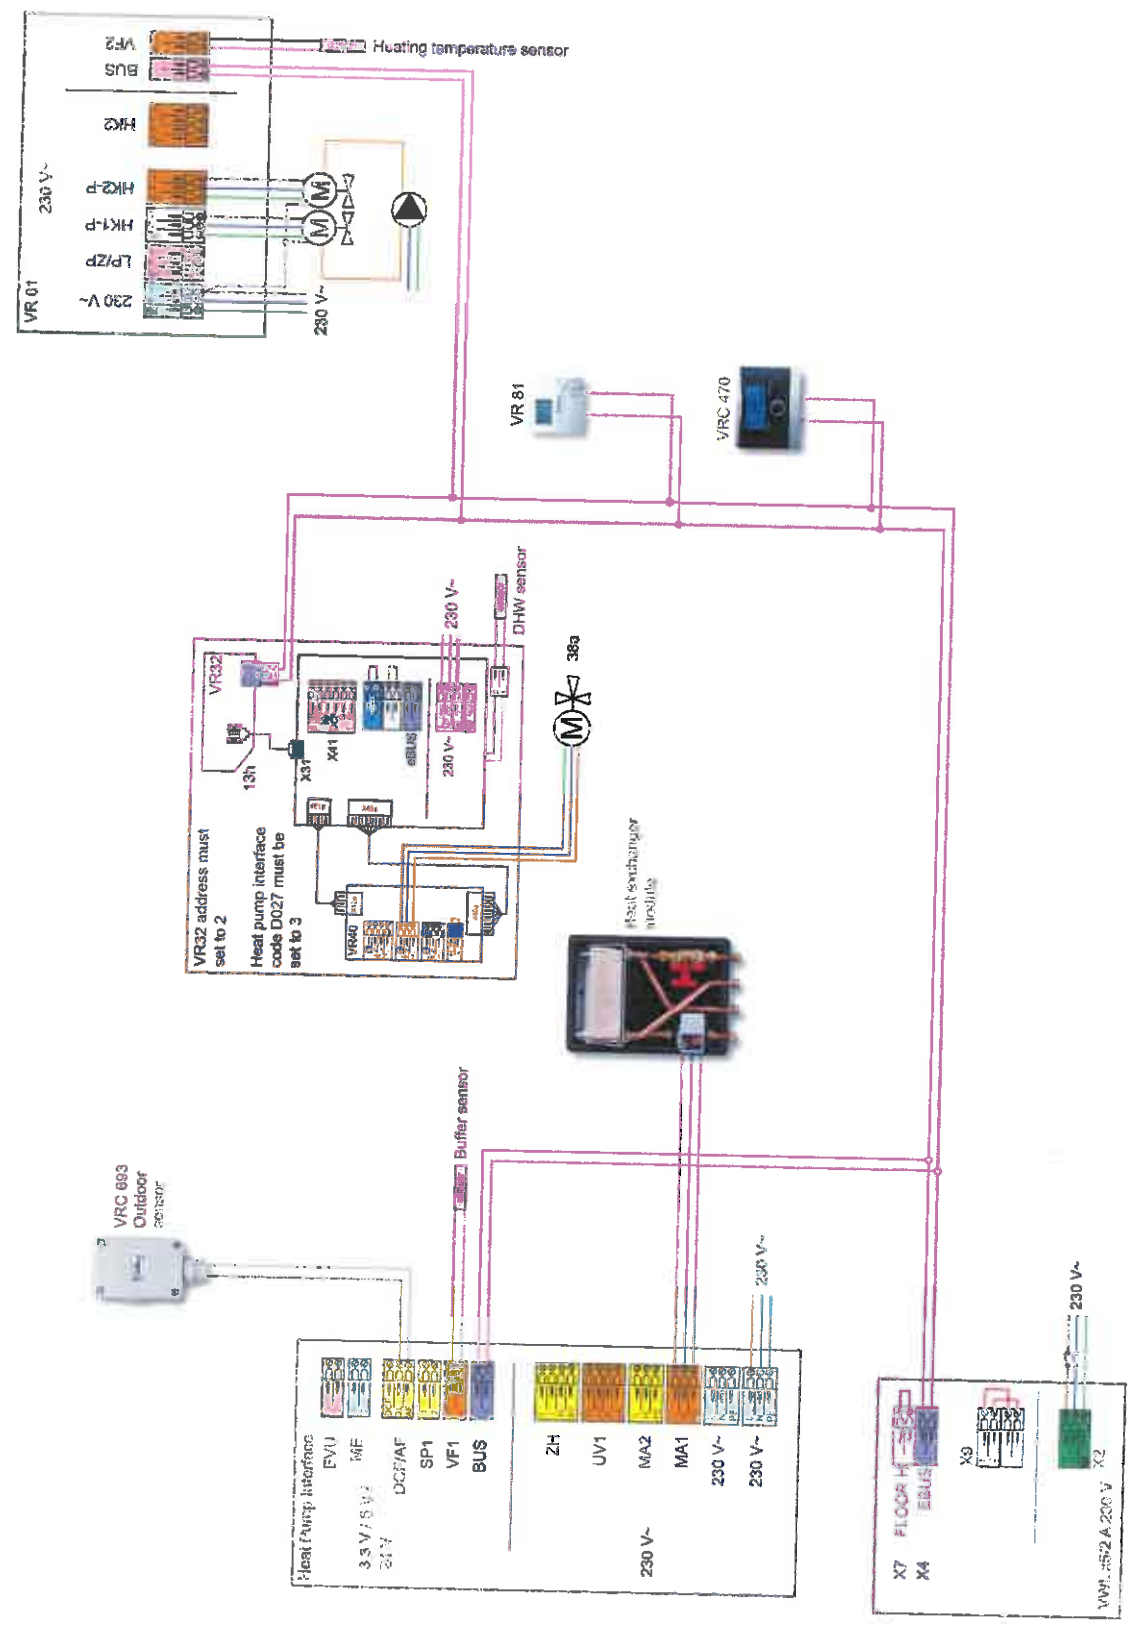 VR 61
230 V~
VF2
BUS
HK2
HK2-P
HK1-P
LP/ZP
230 V~
Heating temperature sensor
M
M
230 V~
VR 81
VRC 470
VR32 address must
set to 2
Heat pump interface
code D027 must be
set to 3
VR32
13h
X31
X41
eBUS
230 V~
230 V~
DHW sensor
VR40
M
38a
Heat exchanger
module
VRC 693
Outdoor
sensor
Buffer sensor
Heat Pump Interface
EVU
ME
DCF/AF
SP1
VF1
BUS
24 V
ZH
UV1
MA2
MA1
230 V~
230 V~
230 V~
230 V~
X7 FLOOR H
X4 EBUS
X9
X2
230 V~
230 V